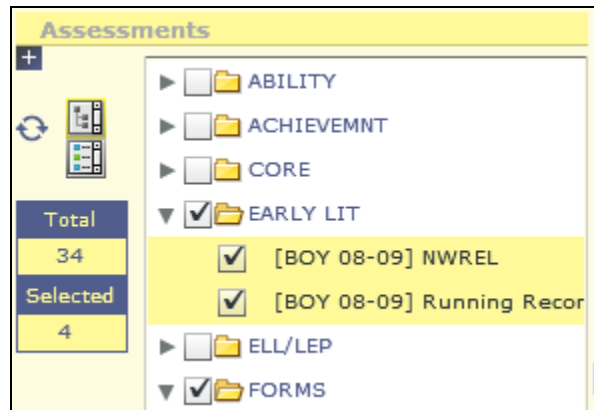 Assessments
ABILITY
ACHIEVEMNT
CORE
EARLY LIT
[BOY 08-09] NWREL
[BOY 08-09] Running Recor
ELL/LEP
FORMS
Total
34
Selected
4